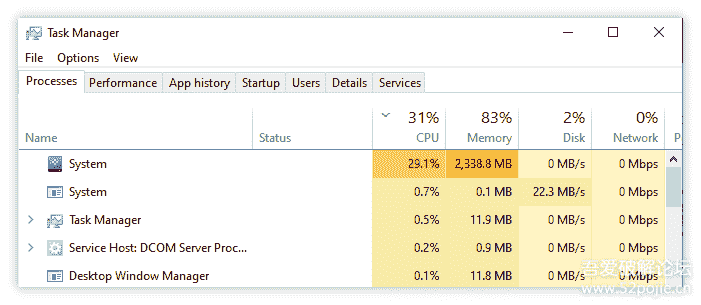 Task Manager
File Options View
Processes Performance App history Startup Users Details Services
31% 83% 2% 0%
Name Status CPU Memory Disk Network P
System 29.1% 2,338.8 MB 0 MB/s 0 Mbps
System 0.7% 0.1 MB 22.3 MB/s 0 Mbps
Task Manager 0.5% 11.9 MB 0 MB/s 0 Mbps
Service Host: DCOM Server Proc... 0.2% 0.9 MB 0 MB/s 0 Mbps
Desktop Window Manager 0.1% 11.8 MB 0 MB/s 0 Mbps
吾爱破解论坛
www.52pojie.cn